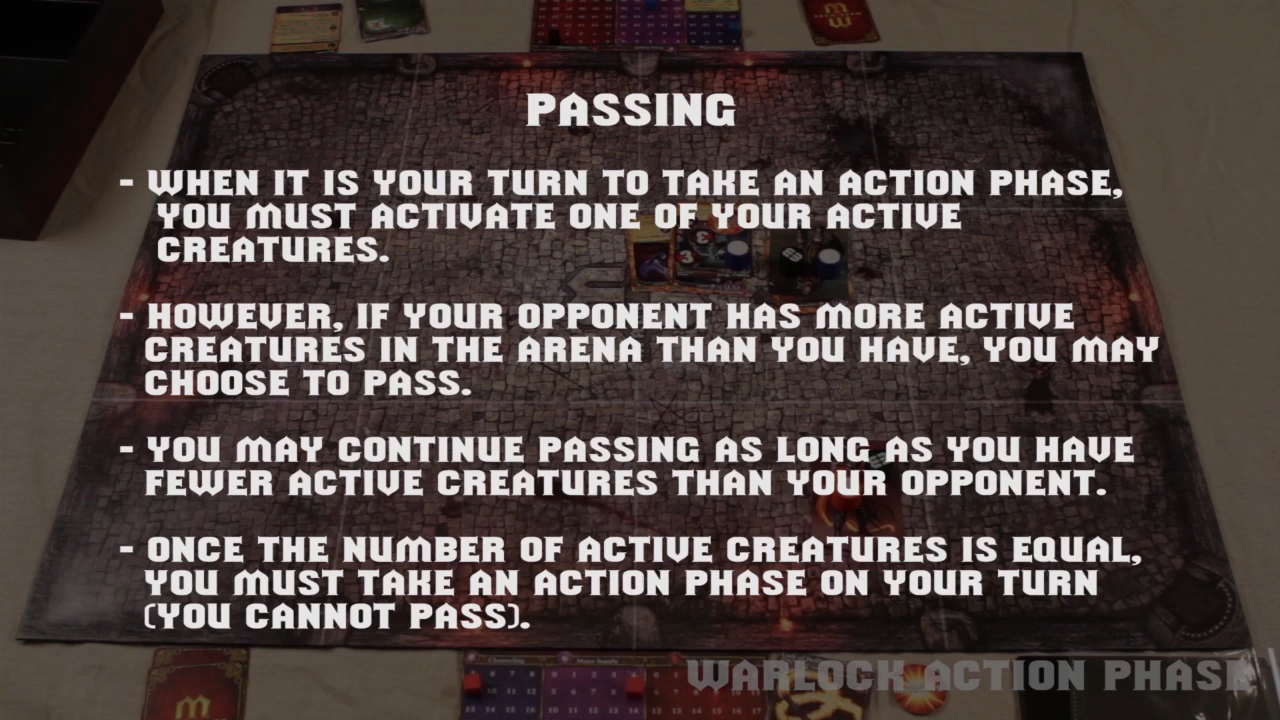 PASSING
- WHEN IT IS YOUR TURN TO TAKE AN ACTION PHASE,
YOU MUST ACTIVATE ONE OF YOUR ACTIVE
CREATURES.
- HOWEVER, IF YOUR OPPONENT HAS MORE ACTIVE
CREATURES IN THE ARENA THAN YOU HAVE, YOU MAY
CHOOSE TO PASS.
- YOU MAY CONTINUE PASSING AS LONG AS YOU HAVE
FEWER ACTIVE CREATURES THAN YOUR OPPONENT.
- ONCE THE NUMBER OF ACTIVE CREATURES IS EQUAL,
YOU MUST TAKE AN ACTION PHASE ON YOUR TURN
(YOU CANNOT PASS).
WARLOCK ACTION PHASE